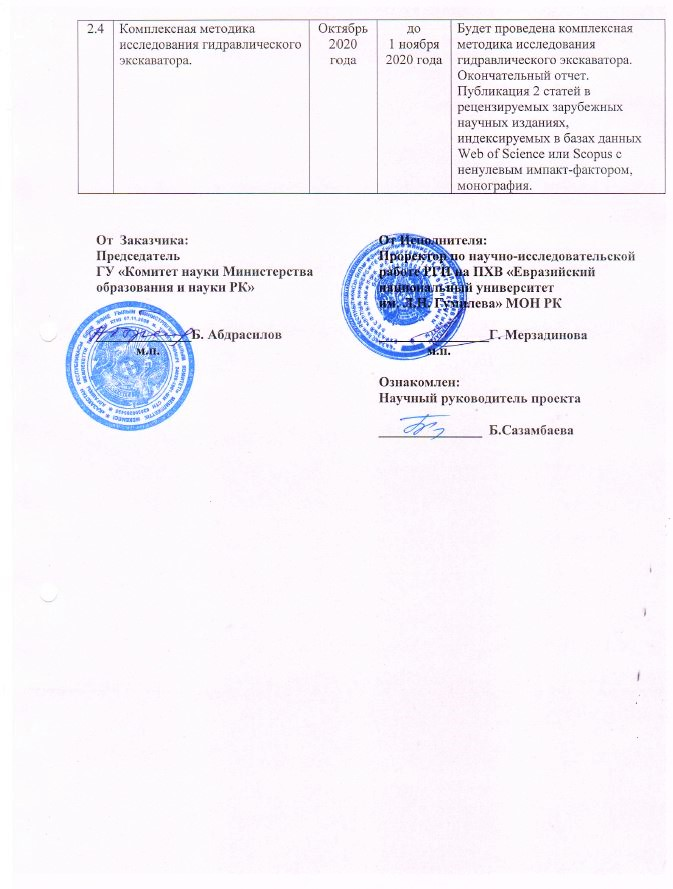 2.4
Комплексная методика
исследования гидравлического
экскаватора.
Октябрь
2020
года
до
1 ноября
2020 года
Будет проведена комплексная
методика исследования
гидравлического экскаватора.
Окончательный отчет.
Публикация 2 статей в
рецензируемых зарубежных
научных изданиях,
индексируемых в базах данных
Web of Science или Scopus с
ненулевым импакт-фактором,
монография.
От Заказчика:
Председатель
ГУ «Комитет науки Министерства
образования и науки РК»
Б. Абдрасилов
м.п.
От Исполнителя:
Проректор по научно-исследовательской
работе РГП на ПХВ «Евразийский
национальный университет
им. Л.Н. Гумилева» МОН РК
Г. Мерзадинова
м.п.
Ознакомлен:
Научный руководитель проекта
Б.Сазамбаева